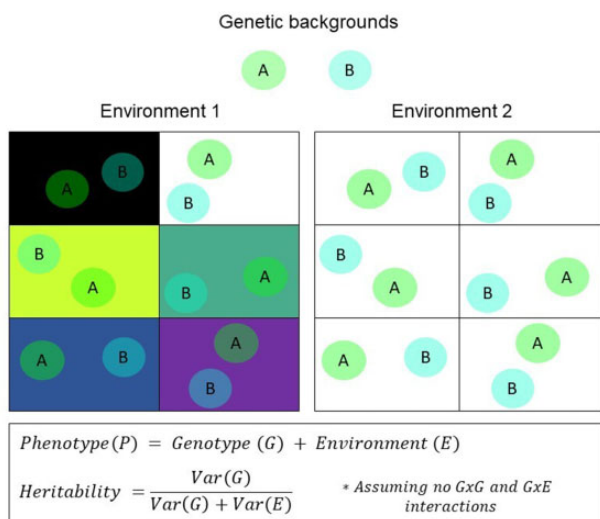 Genetic backgrounds
A B
Environment 1 Environment 2
A B A B A
B A B
B A B A B A
B
A B A A B A
B B
Phenotype(P) = Genotype (G) + Environment (E)
Heritability = Var(G) / Var(G) + Var(E) * Assuming no GxG and GxE interactions